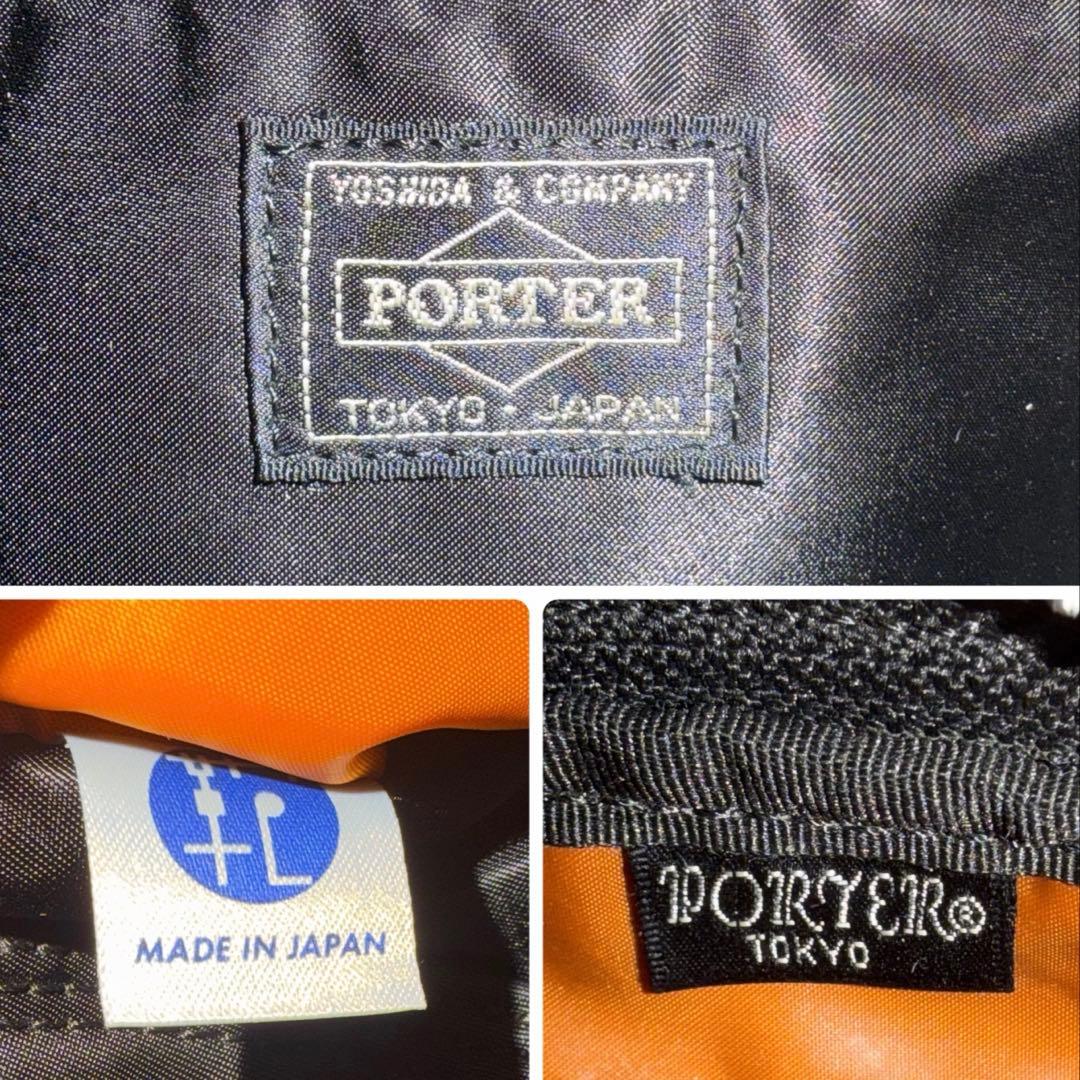 YOSHIDA & COMPANY
PORTER
TOKYO · JAPAN
MADE IN JAPAN
PORTER®
TOKYO